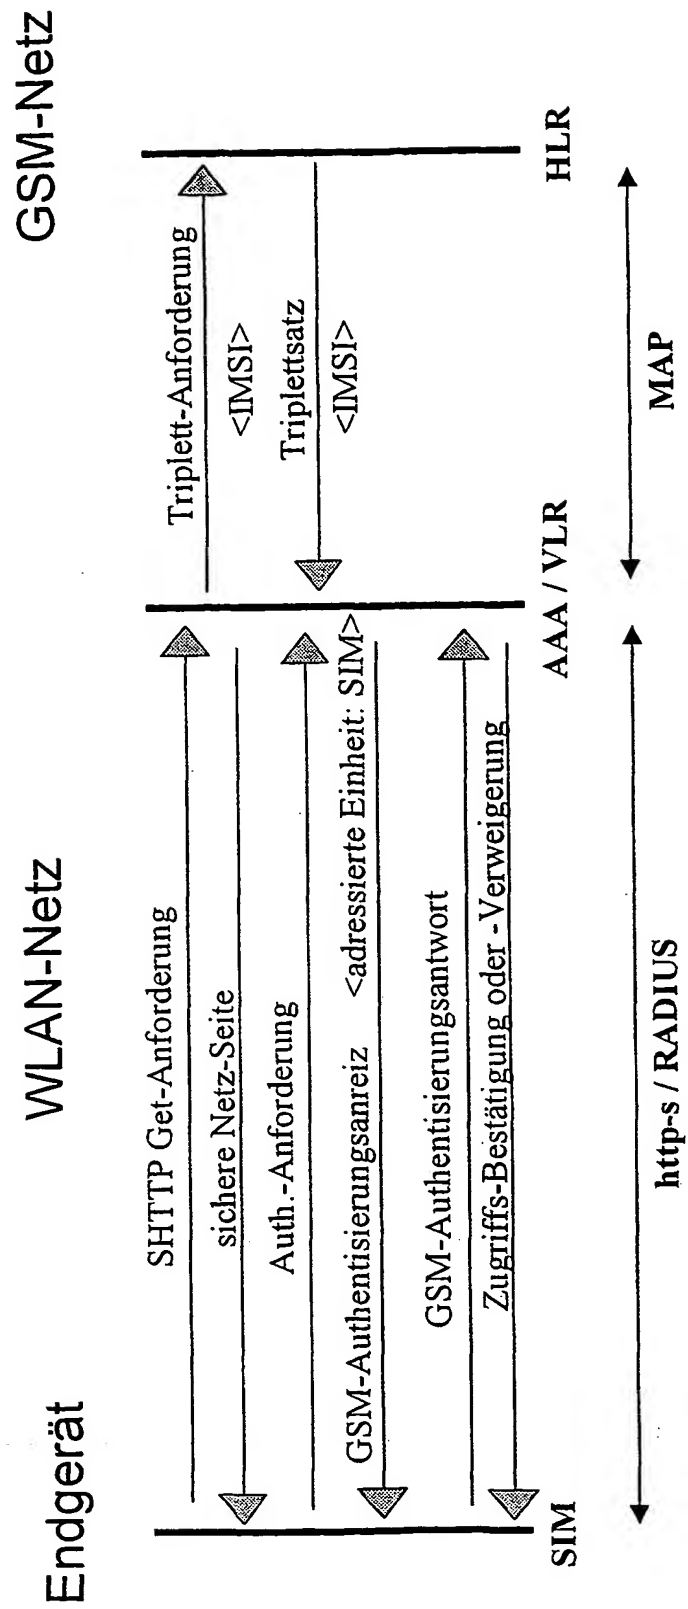 Endgerät
WLAN-Netz
GSM-Netz
SHTTP Get-Anforderung
Triplett-Anforderung
sichere Netz-Seite
<IMSI>
Auth.-Anforderung
Triplettsatz
GSM-Authentisierungsanreiz <adressierte Einheit: SIM>
<IMSI>
GSM-Authentisierungsantwort
Zugriffs-Bestätigung oder -Verweigerung
SIM
AAA / VLR
HLR
http-s / RADIUS
MAP